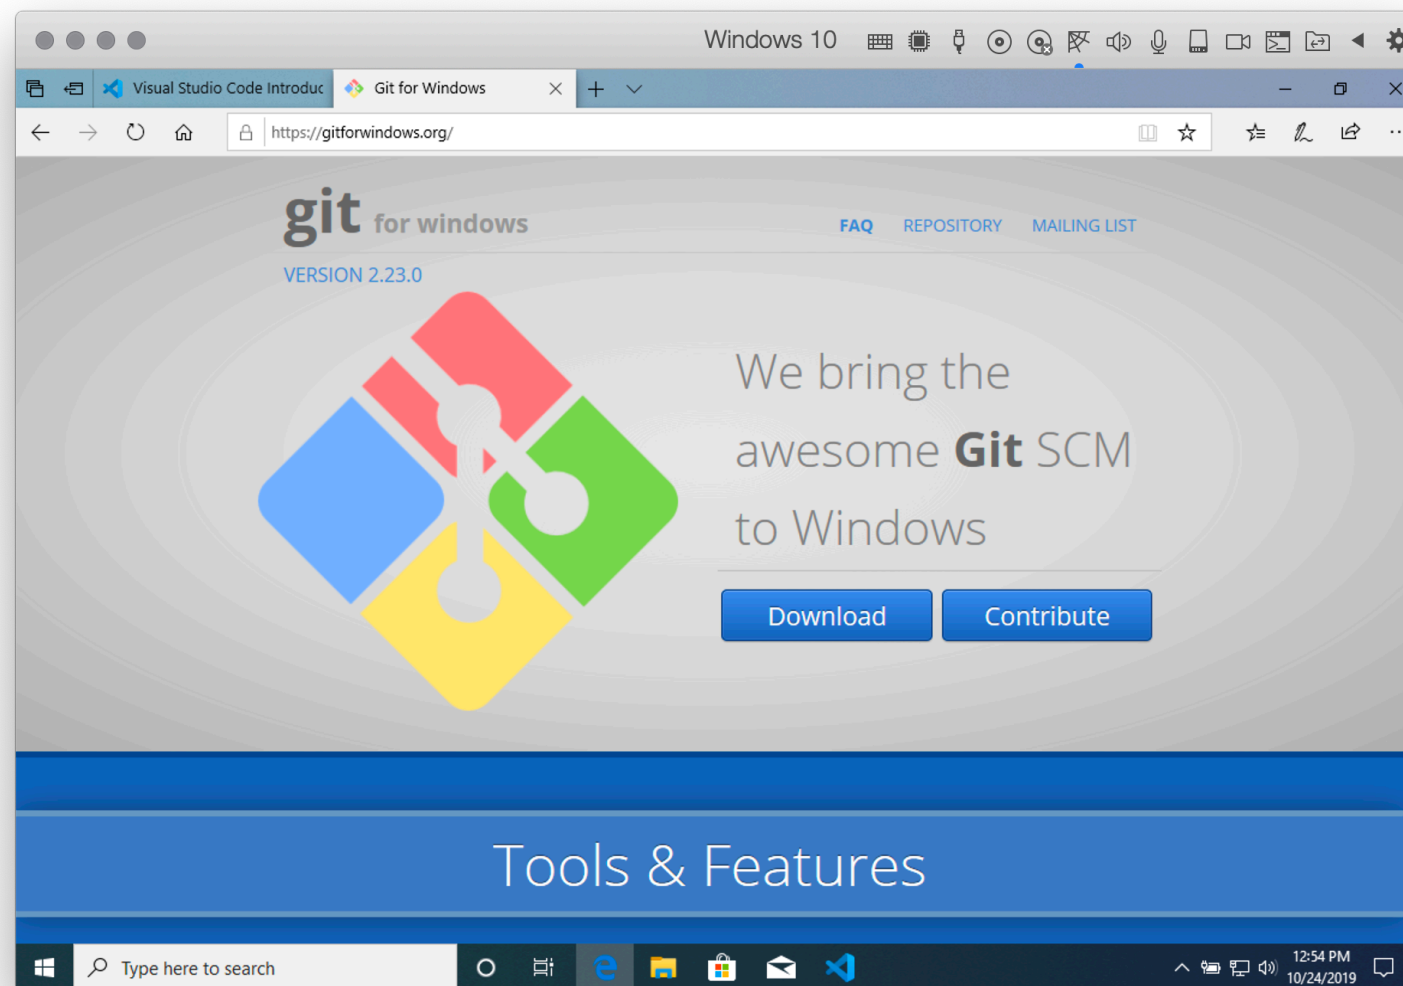 Windows 10
Visual Studio Code Introduc
Git for Windows
https://gitforwindows.org/
git for windows
FAQ REPOSITORY MAILING LIST
VERSION 2.23.0
We bring the
awesome Git SCM
to Windows
Download Contribute
Tools & Features
Type here to search
12:54 PM
10/24/2019